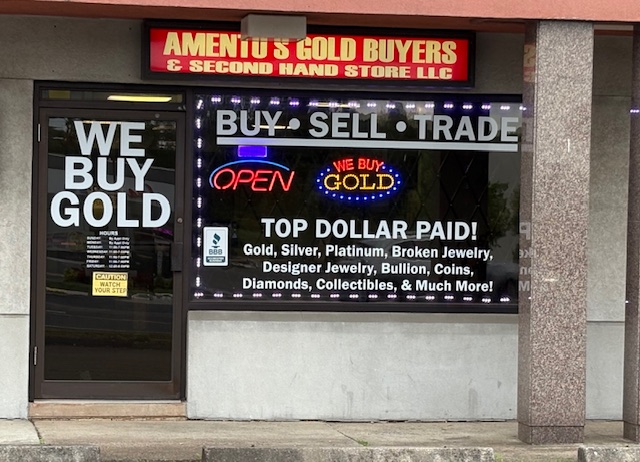 AMENTO'S GOLD BUYERS
& SECOND HAND STORE LLC
WE
BUY
GOLD
HOURS
CAUTION
WATCH
YOUR STEP
BUY • SELL • TRADE
OPEN
WE BUY
GOLD
BBB
TOP DOLLAR PAID!
Gold, Silver, Platinum, Broken Jewelry,
Designer Jewelry, Bullion, Coins,
Diamonds, Collectibles, & Much More!